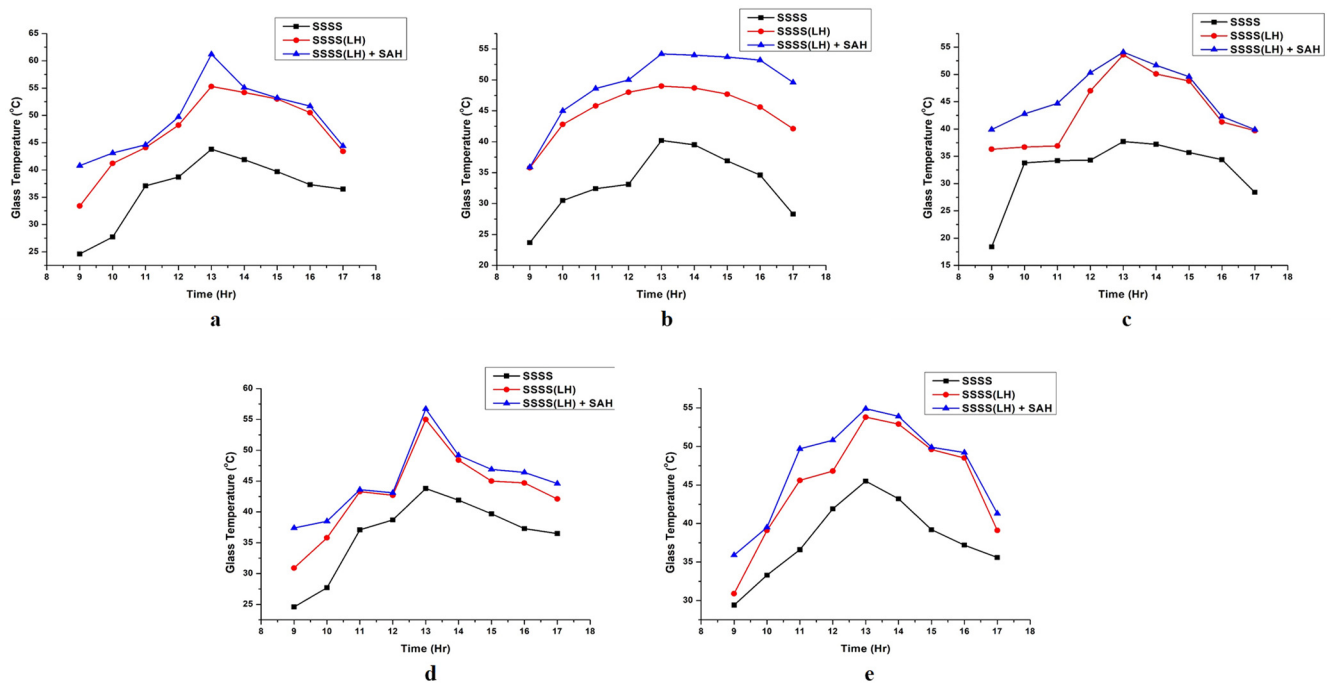 SSSS
SSSS(LH)
SSSS(LH) + SAH
65
60
55
50
45
40
35
30
25
Glass Temperature (°C)
8 9 10 11 12 13 14 15 16 17 18
Time (Hr)
a
SSSS
SSSS(LH)
SSSS(LH) + SAH
55
50
45
40
35
30
25
20
Glass Temperature (°C)
8 9 10 11 12 13 14 15 16 17 18
Time (Hr)
b
SSSS
SSSS(LH)
SSSS(LH) + SAH
55
50
45
40
35
30
25
20
15
Glass Temperature (°C)
8 9 10 11 12 13 14 15 16 17 18
Time (Hr)
c
SSSS
SSSS(LH)
SSSS(LH) + SAH
60
55
50
45
40
35
30
25
Glass Temperature (°C)
8 9 10 11 12 13 14 15 16 17 18
Time (Hr)
d
SSSS
SSSS(LH)
SSSS(LH) + SAH
55
50
45
40
35
30
Glass Temperature (°C)
8 9 10 11 12 13 14 15 16 17 18
Time (Hr)
e